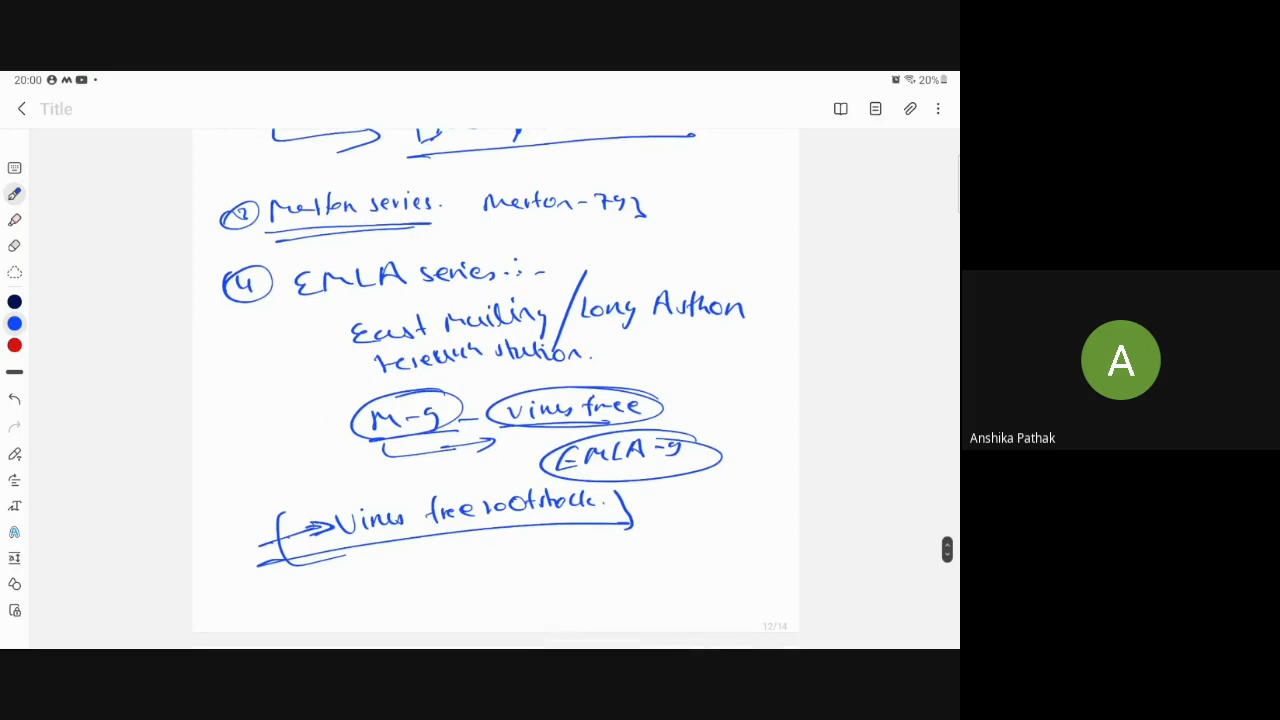 20:00
20%
Title
③ Merton series. Merton-793
④ EMLA series :-
East Mailing / Long Ashton
research station.
M-9 - virus free
EMLA-9
→ Virus free rootstock.
12/14
A
Anshika Pathak